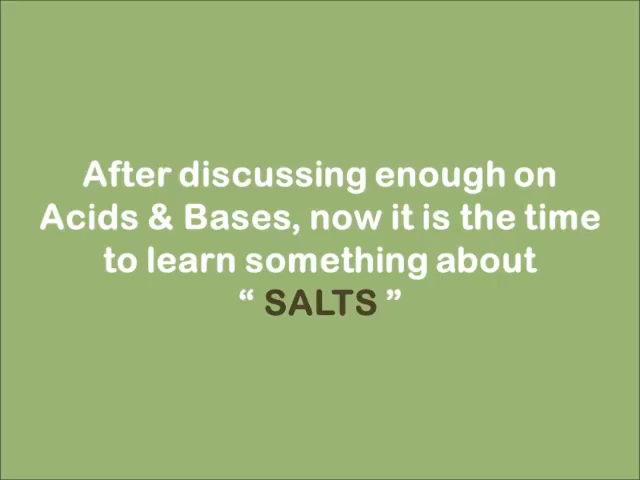 After discussing enough on
Acids & Bases, now it is the time
to learn something about
“ SALTS ”